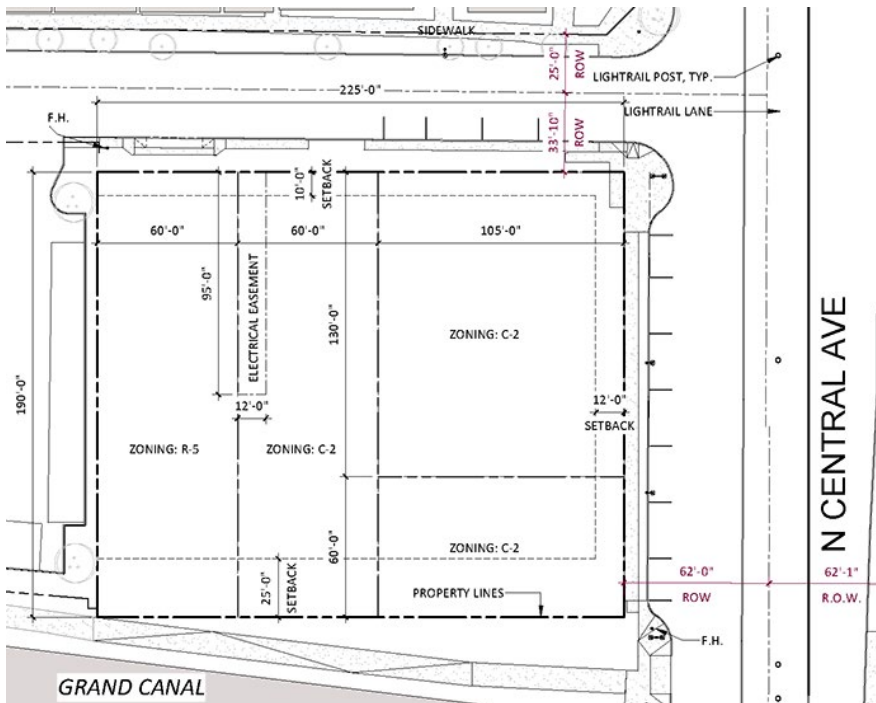 SIDEWALK
25'-0"
ROW
LIGHTRAIL POST, TYP.
225'-0"
LIGHTRAIL LANE
F.H.
33'-10"
ROW
10'-0"
SETBACK
60'-0"
60'-0"
105'-0"
95'-0"
ELECTRICAL EASEMENT
130'-0"
ZONING: C-2
190'-0"
12'-0"
12'-0"
SETBACK
ZONING: R-5
ZONING: C-2
N CENTRAL AVE
60'-0"
ZONING: C-2
25'-0"
SETBACK
PROPERTY LINES
62'-0"
ROW
62'-1"
R.O.W.
F.H.
GRAND CANAL